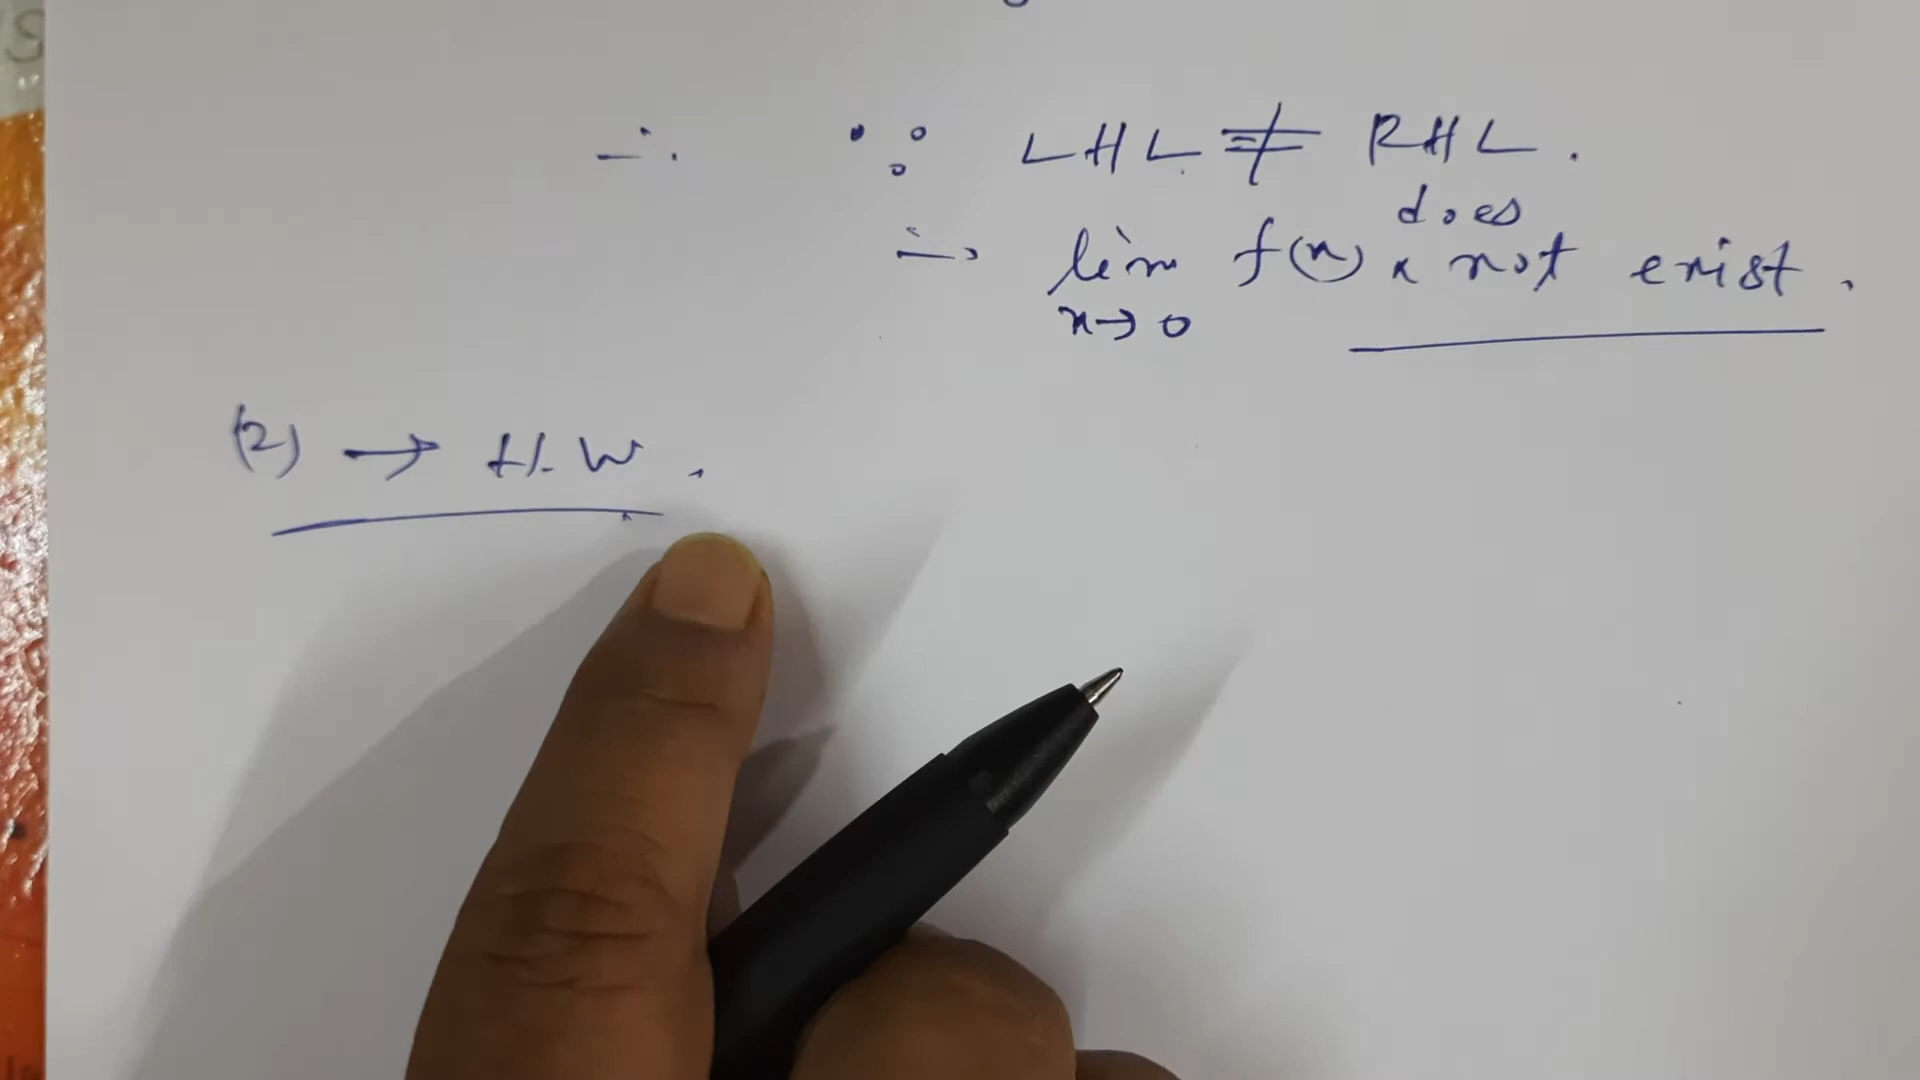 ∴ ∵ LHL ≠ RHL.
∴ lim f(x) does not exist.
x→0
(2) → H.W.